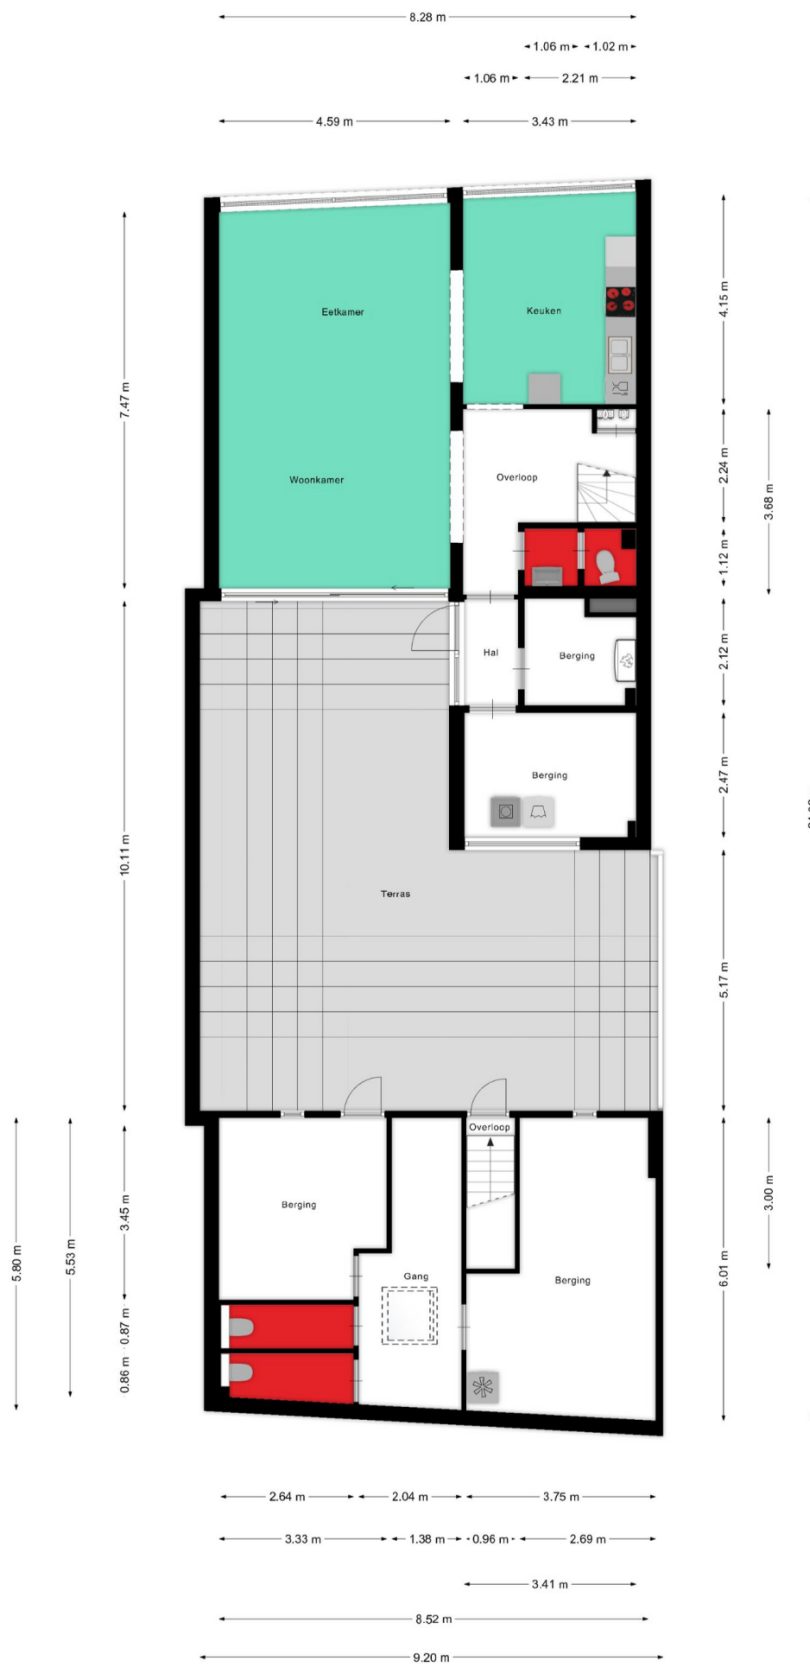 8.28 m
1.06 m 1.02 m
1.06 m 2.21 m
4.59 m 3.43 m
4.15 m
Eetkamer
Keuken
7.47 m
2.24 m
3.68 m
Woonkamer
Overloop
1.12 m
2.12 m
Hal
Berging
2.47 m
Berging
10.11 m
Terras
5.17 m
Overloop
3.00 m
3.45 m
Berging
5.53 m
5.80 m
Gang
Berging
6.01 m
0.87 m
0.86 m
2.64 m 2.04 m 3.75 m
3.33 m 1.38 m 0.96 m 2.69 m
3.41 m
8.52 m
9.20 m